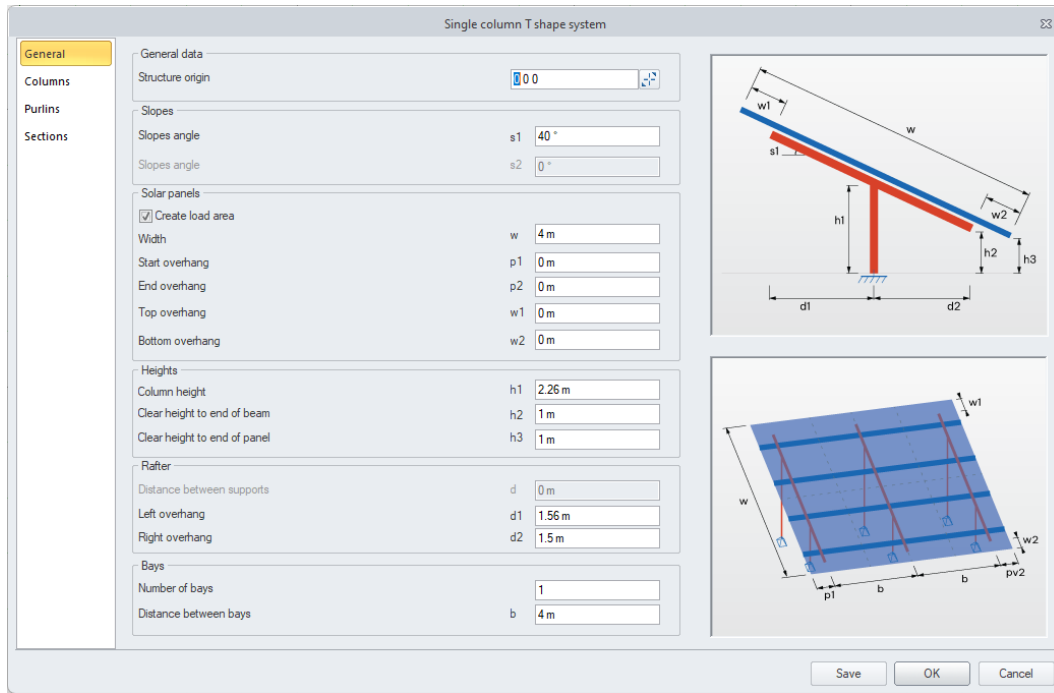 Single column T shape system
General
Columns
Purlins
Sections
General data
Structure origin 0 0 0
Slopes
Slopes angle s1 40 °
Slopes angle s2 0 °
Solar panels
Create load area
Width w 4 m
Start overhang p1 0 m
End overhang p2 0 m
Top overhang w1 0 m
Bottom overhang w2 0 m
Heights
Column height h1 2.26 m
Clear height to end of beam h2 1 m
Clear height to end of panel h3 1 m
Rafter
Distance between supports d 0 m
Left overhang d1 1.56 m
Right overhang d2 1.5 m
Bays
Number of bays 1
Distance between bays b 4 m
w1
w
s1
w2
h1
h2
h3
d1 d2
w1
w
w2
p1 b b pv2
Save OK Cancel